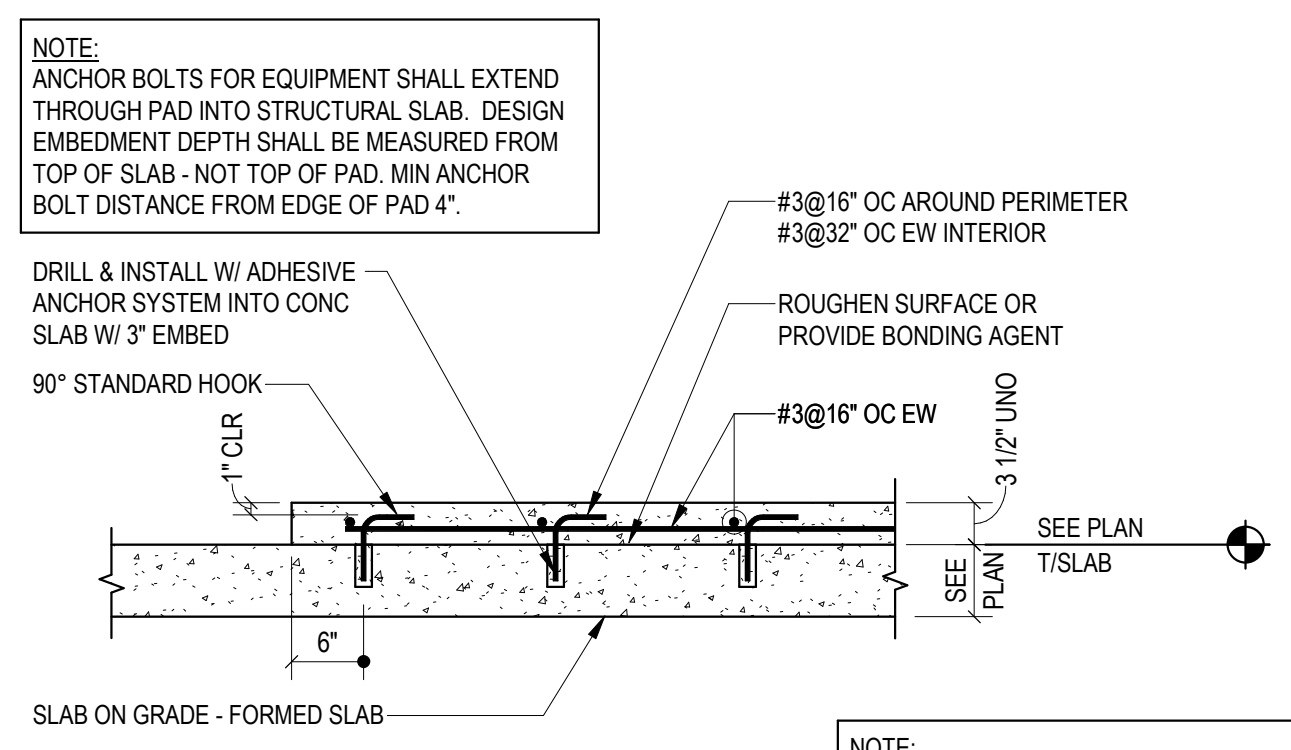 NOTE:
ANCHOR BOLTS FOR EQUIPMENT SHALL EXTEND
THROUGH PAD INTO STRUCTURAL SLAB. DESIGN
EMBEDMENT DEPTH SHALL BE MEASURED FROM
TOP OF SLAB - NOT TOP OF PAD. MIN ANCHOR
BOLT DISTANCE FROM EDGE OF PAD 4".
#3@16" OC AROUND PERIMETER
#3@32" OC EW INTERIOR
DRILL & INSTALL W/ ADHESIVE
ANCHOR SYSTEM INTO CONC
SLAB W/ 3" EMBED
ROUGHEN SURFACE OR
PROVIDE BONDING AGENT
90° STANDARD HOOK
#3@16" OC EW
1" CLR
3 1/2" UNO
SEE PLAN
T/SLAB
SEE
PLAN
6"
SLAB ON GRADE - FORMED SLAB
NOTE: